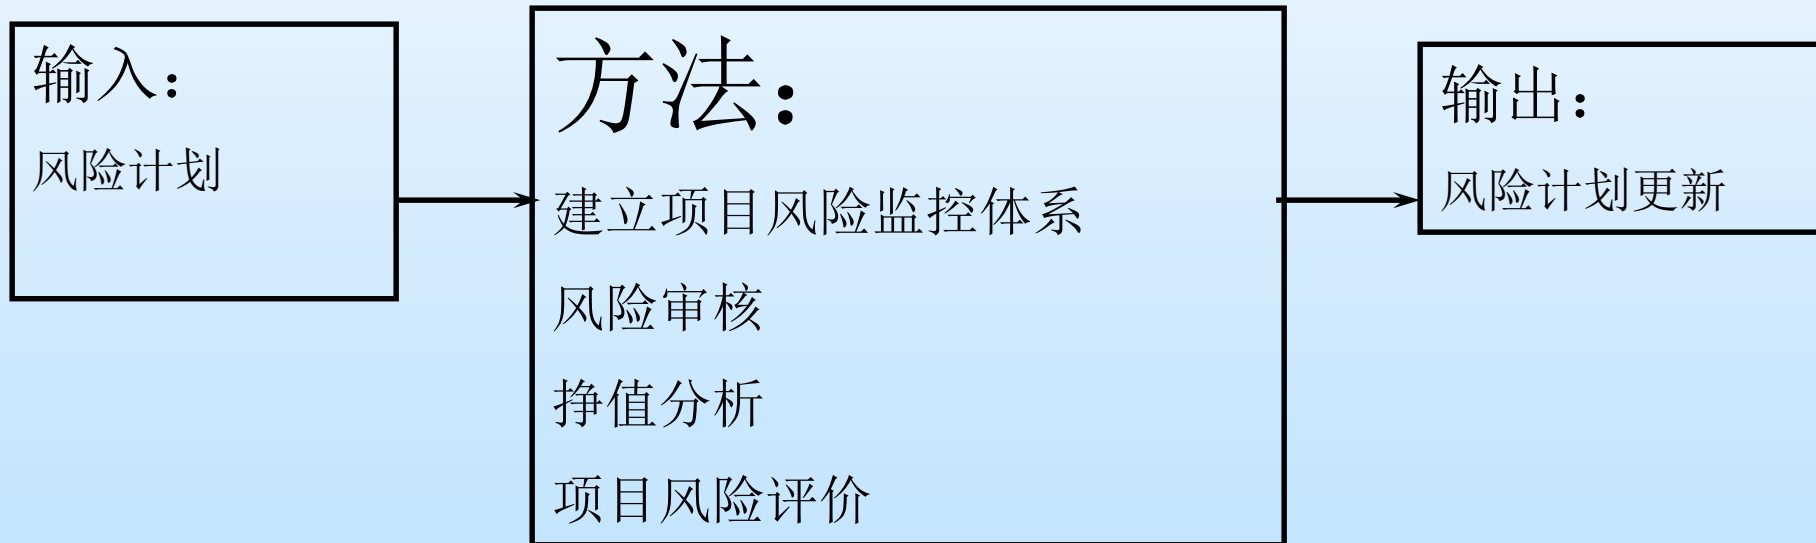 输入：
风险计划
方法：
建立项目风险监控体系
风险审核
挣值分析
项目风险评价
输出：
风险计划更新